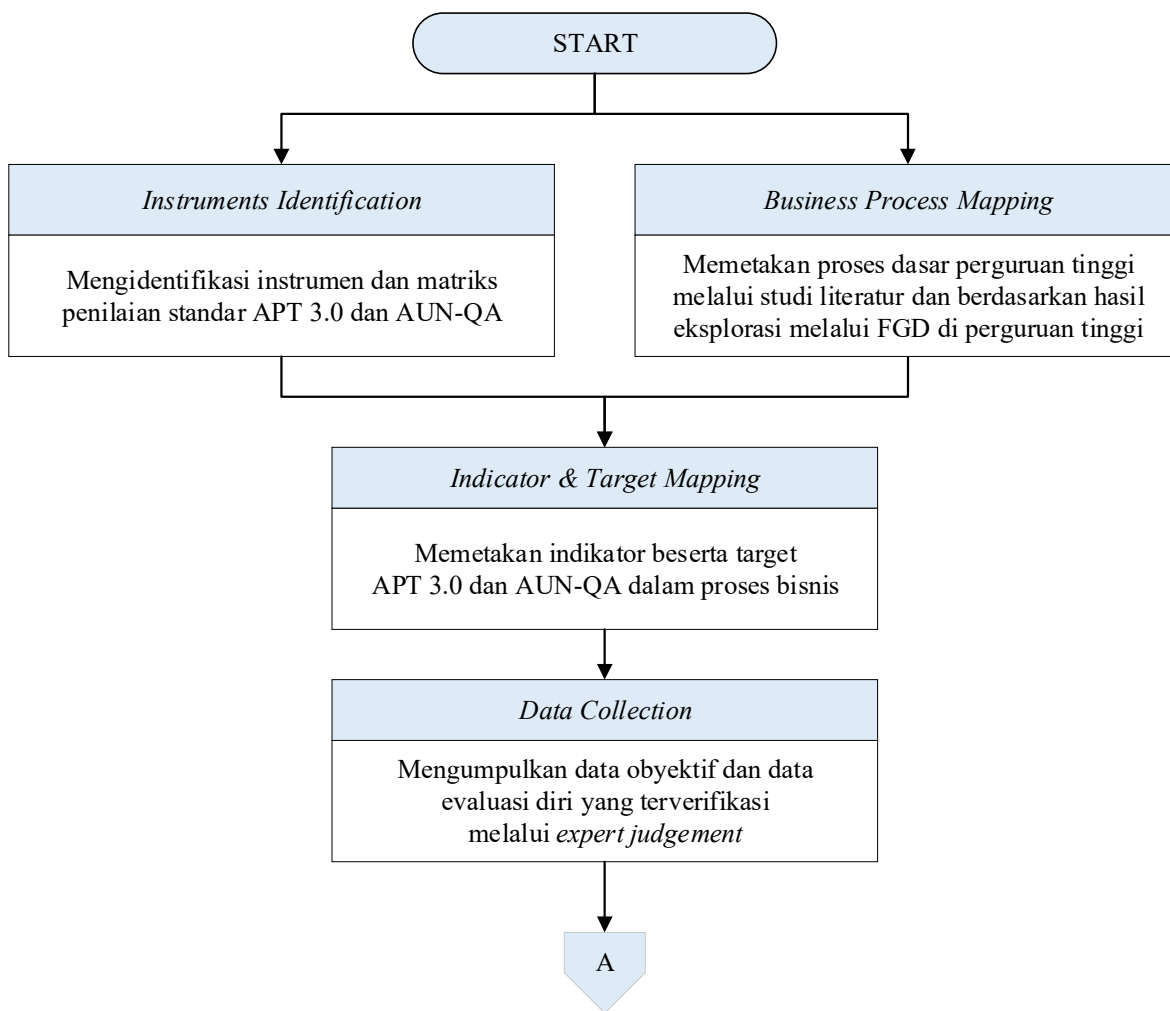 START
Instruments Identification
Mengidentifikasi instrumen dan matriks
penilaian standar APT 3.0 dan AUN-QA
Business Process Mapping
Memetakan proses dasar perguruan tinggi
melalui studi literatur dan berdasarkan hasil
eksplorasi melalui FGD di perguruan tinggi
Indicator & Target Mapping
Memetakan indikator beserta target
APT 3.0 dan AUN-QA dalam proses bisnis
Data Collection
Mengumpulkan data obyektif dan data
evaluasi diri yang terverifikasi
melalui expert judgement
A